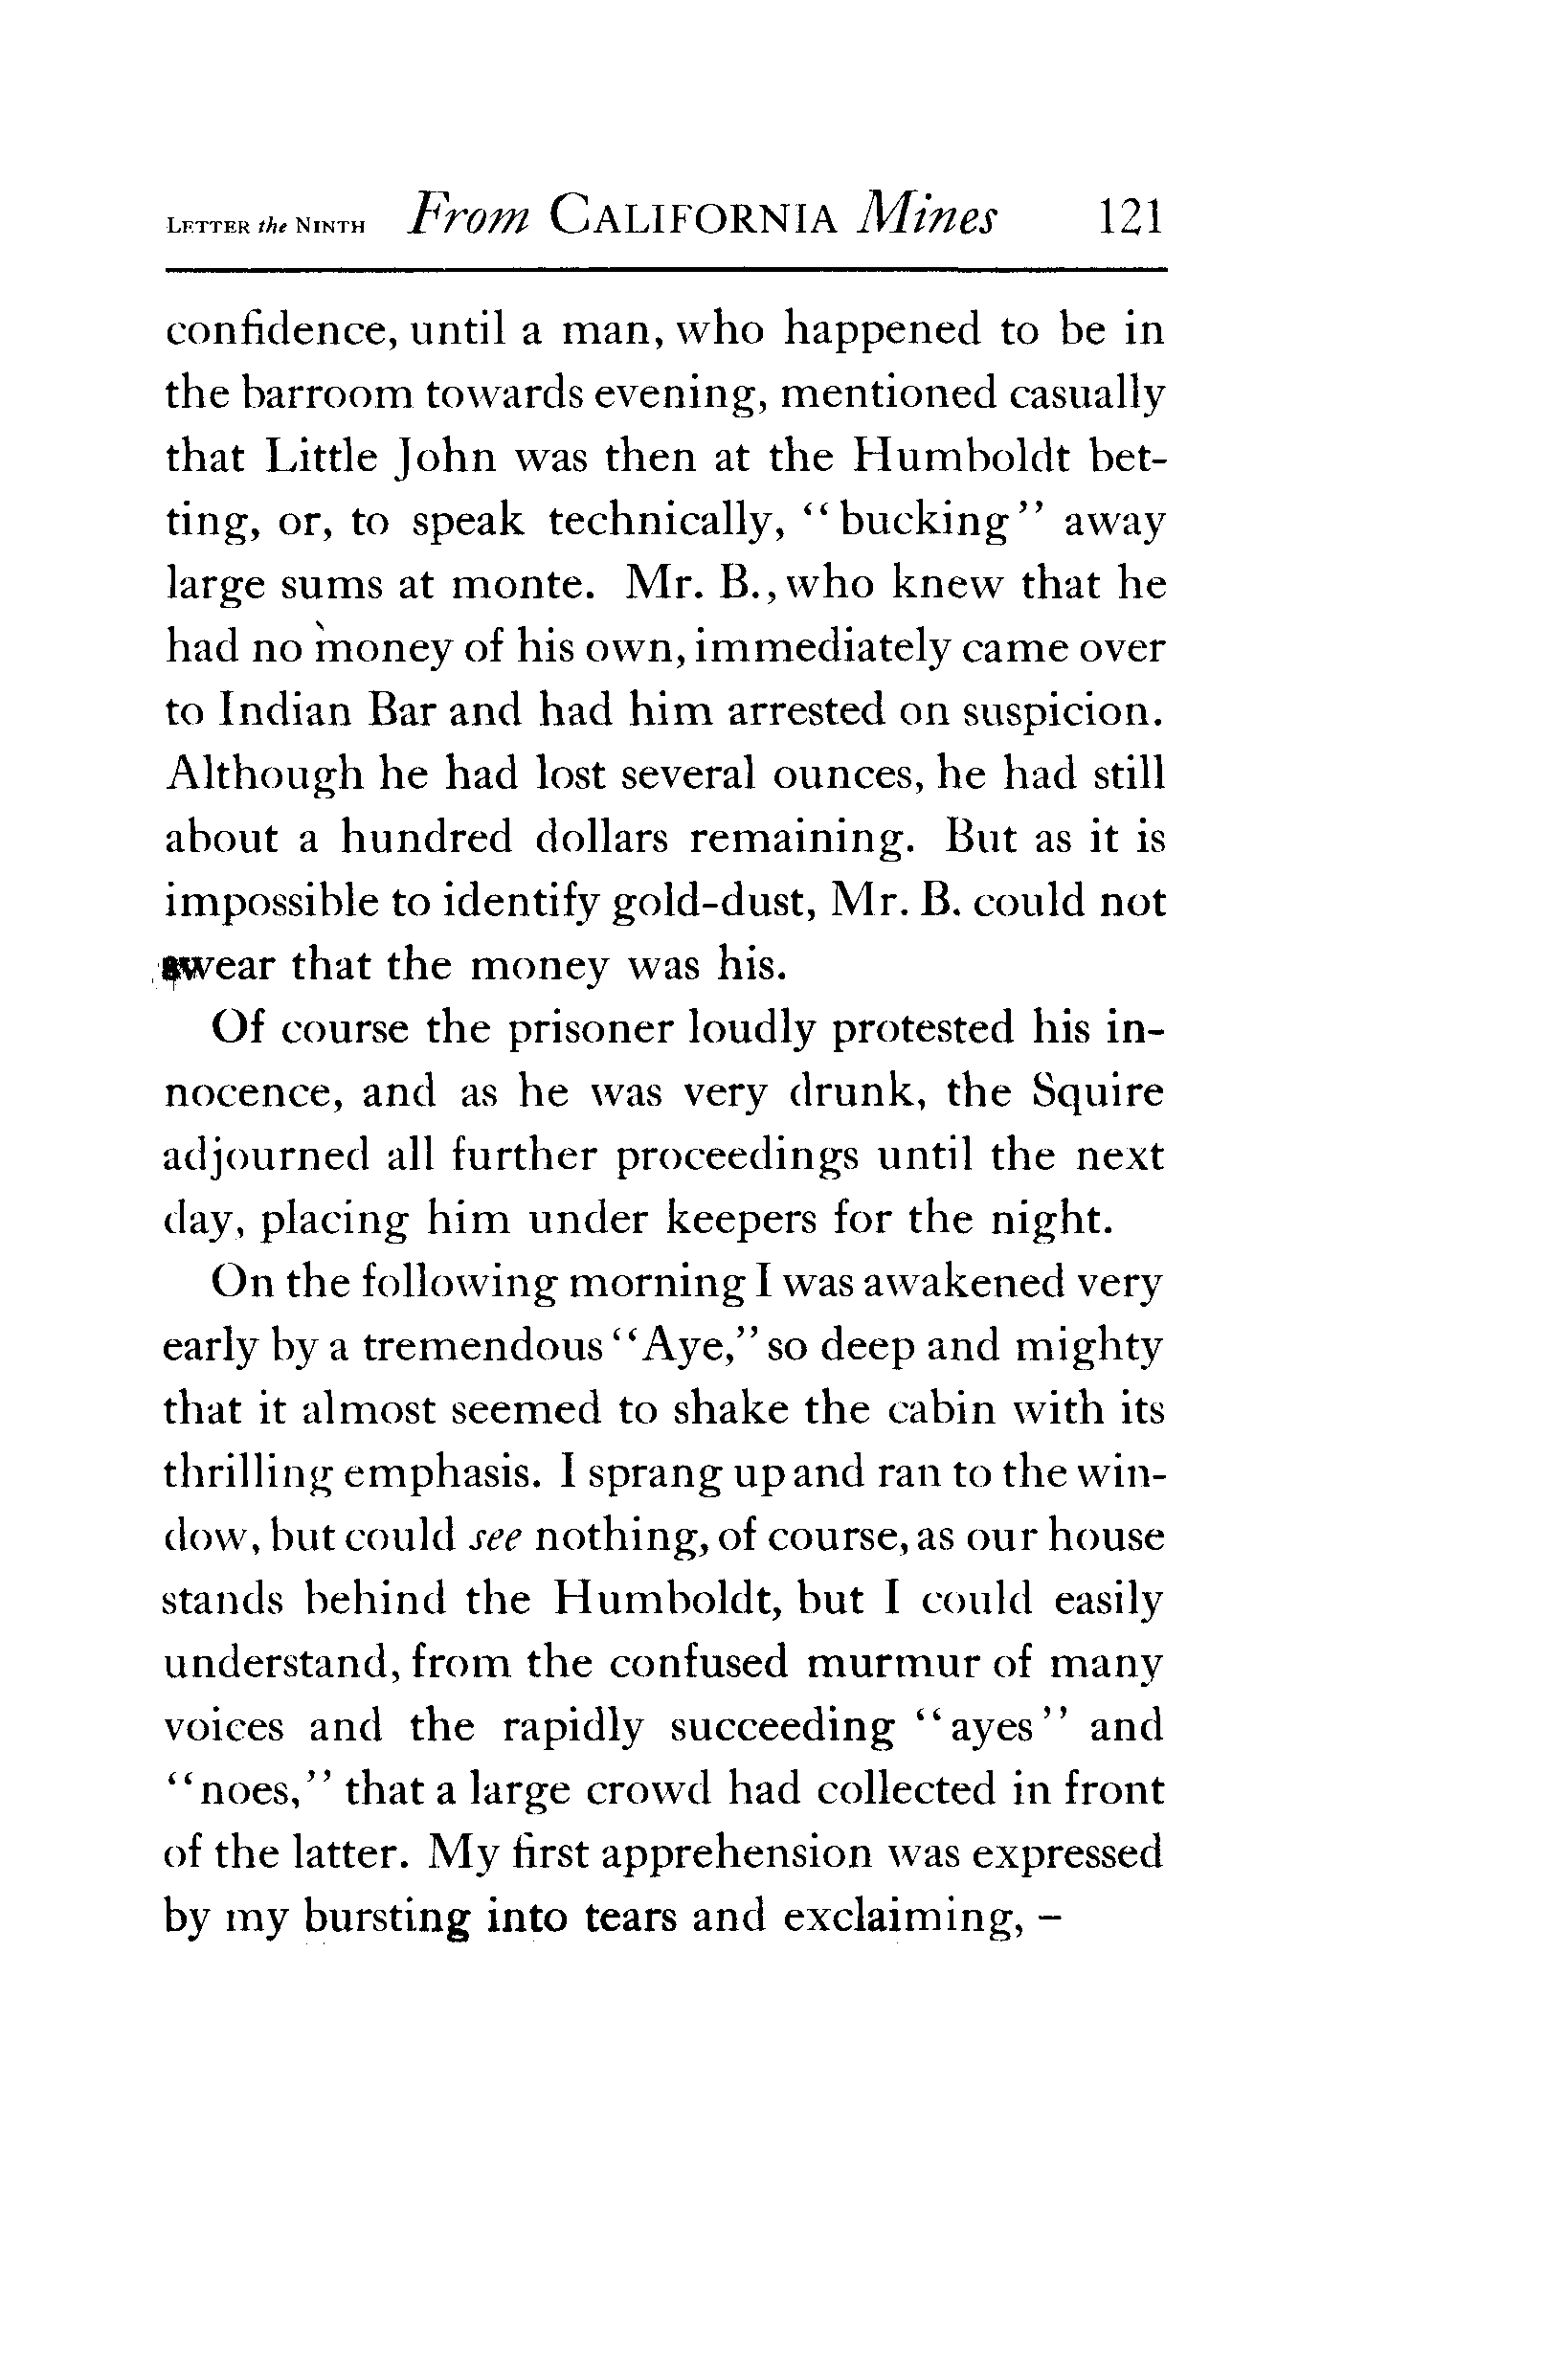 LETTER the NINTH From CALIFORNIA Mines 121
confidence, until a man, who happened to be in
the barroom towards evening, mentioned casually
that Little John was then at the Humboldt bet-
ting, or, to speak technically, “bucking” away
large sums at monte. Mr. B., who knew that he
had no money of his own, immediately came over
to Indian Bar and had him arrested on suspicion.
Although he had lost several ounces, he had still
about a hundred dollars remaining. But as it is
impossible to identify gold-dust, Mr. B. could not
swear that the money was his.
Of course the prisoner loudly protested his in-
nocence, and as he was very drunk, the Squire
adjourned all further proceedings until the next
day, placing him under keepers for the night.
On the following morning I was awakened very
early by a tremendous “Aye,” so deep and mighty
that it almost seemed to shake the cabin with its
thrilling emphasis. I sprang up and ran to the win-
dow, but could see nothing, of course, as our house
stands behind the Humboldt, but I could easily
understand, from the confused murmur of many
voices and the rapidly succeeding “ayes” and
“noes,” that a large crowd had collected in front
of the latter. My first apprehension was expressed
by my bursting into tears and exclaiming, –